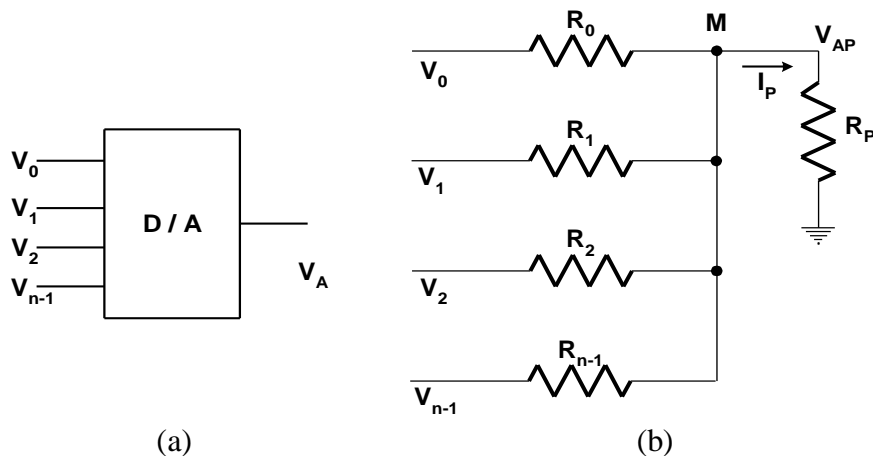 V0
V1
V2
Vn-1
D / A
VA
(a)
R0
V0
M
VAP
IP
RP
R1
V1
R2
V2
Rn-1
Vn-1
(b)